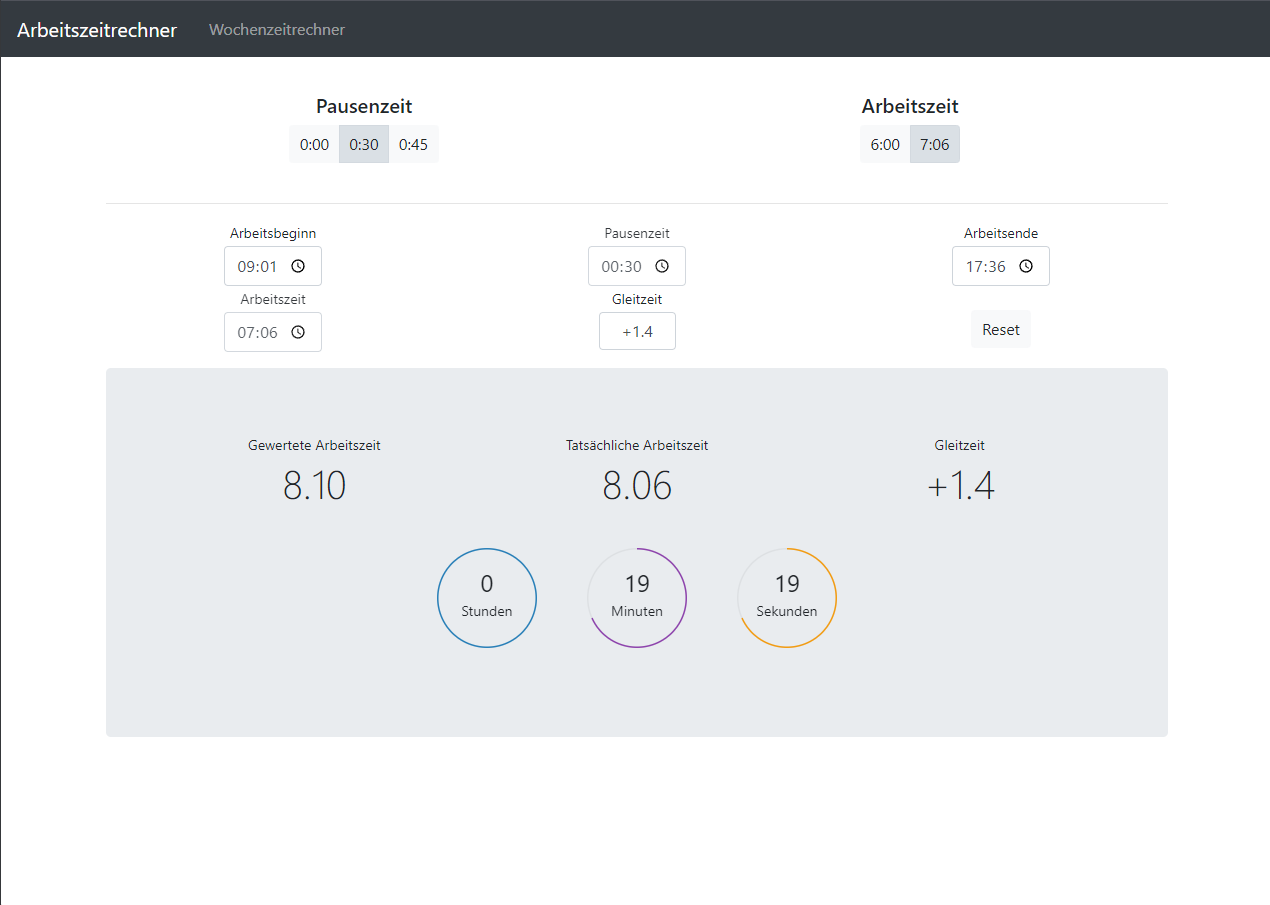 Arbeitszeitrechner Wochenzeitrechner
Pausenzeit Arbeitszeit
0:00 0:30 0:45 6:00 7:06
Arbeitsbeginn Pausenzeit Arbeitsende
09:01 00:30 17:36
Arbeitszeit Gleitzeit
07:06 +1.4 Reset
Gewertete Arbeitszeit Tatsächliche Arbeitszeit Gleitzeit
8.10 8.06 +1.4
0 19 19
Stunden Minuten Sekunden